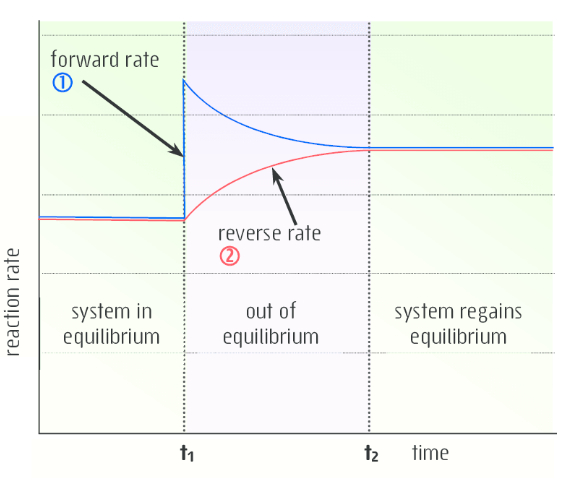 forward rate
①
reverse rate
②
reaction rate
system in
equilibrium
out of
equilibrium
system regains
equilibrium
t₁
t₂
time